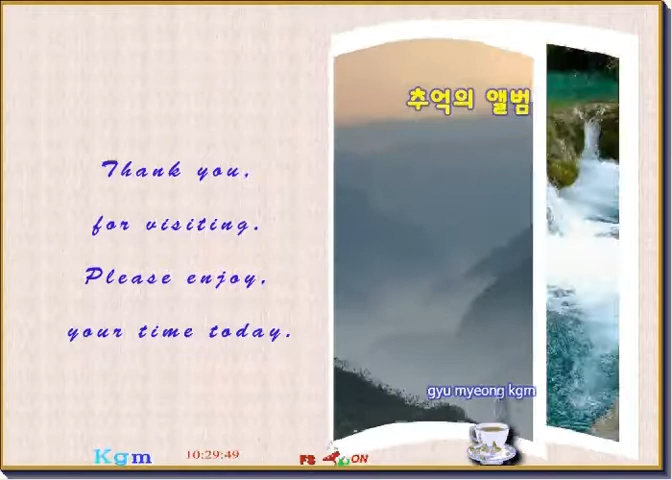 Thank you,
for visiting.
Please enjoy,
your time today.
추억의 앨범
gyu myeong kgm
Kgm
10:29:49
F8 ON